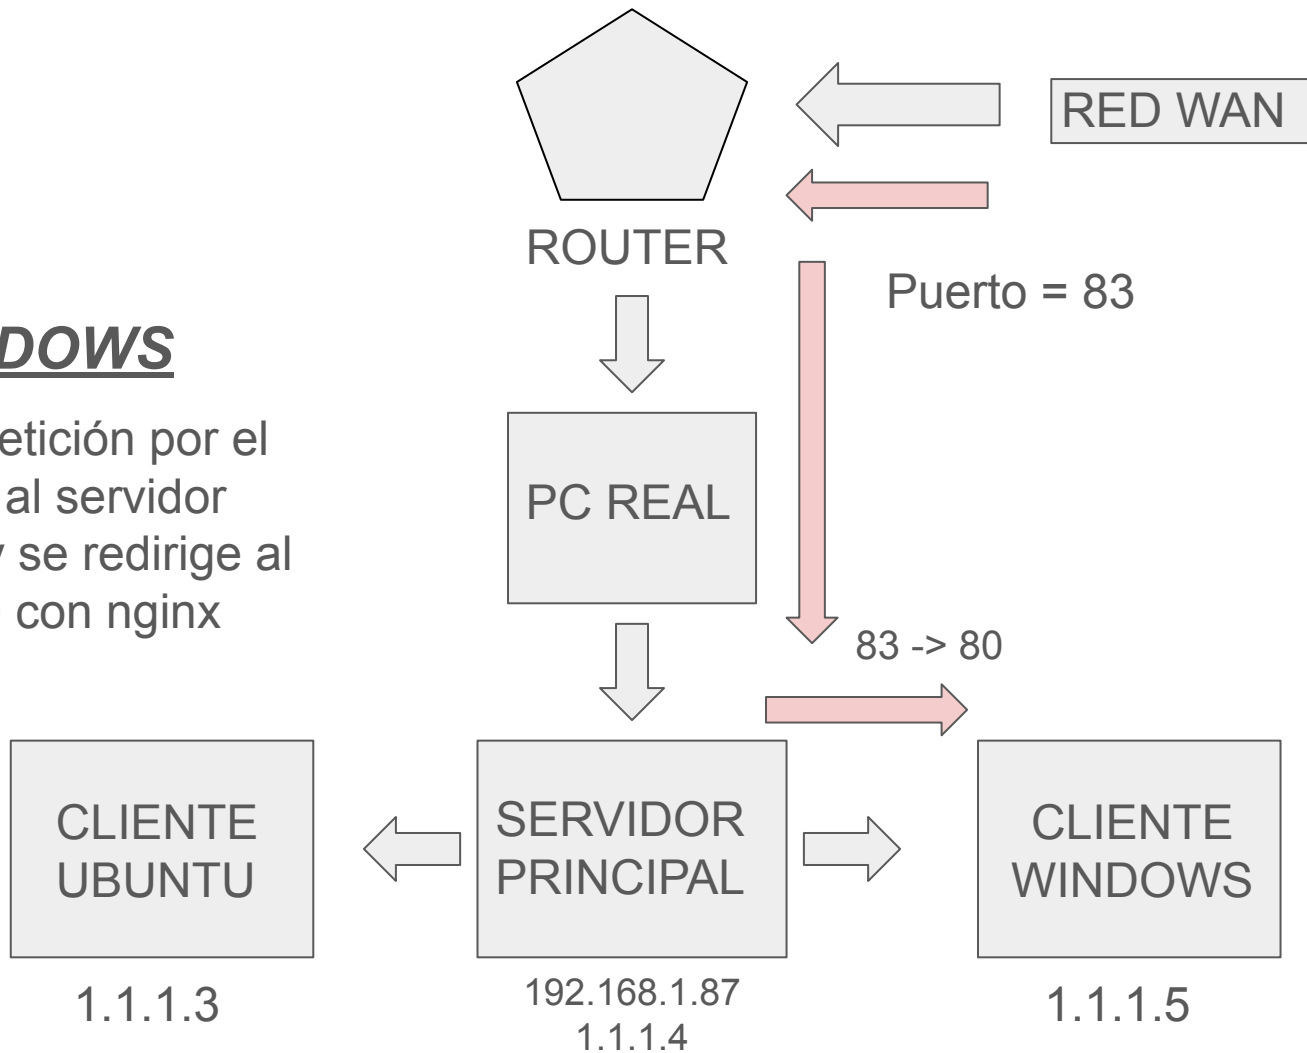 RED WAN
ROUTER
Puerto = 83
DOWS
etición por el
al servidor
y se redirige al
con nginx
PC REAL
83 -> 80
CLIENTE
UBUNTU
SERVIDOR
PRINCIPAL
CLIENTE
WINDOWS
1.1.1.3
192.168.1.87
1.1.1.4
1.1.1.5